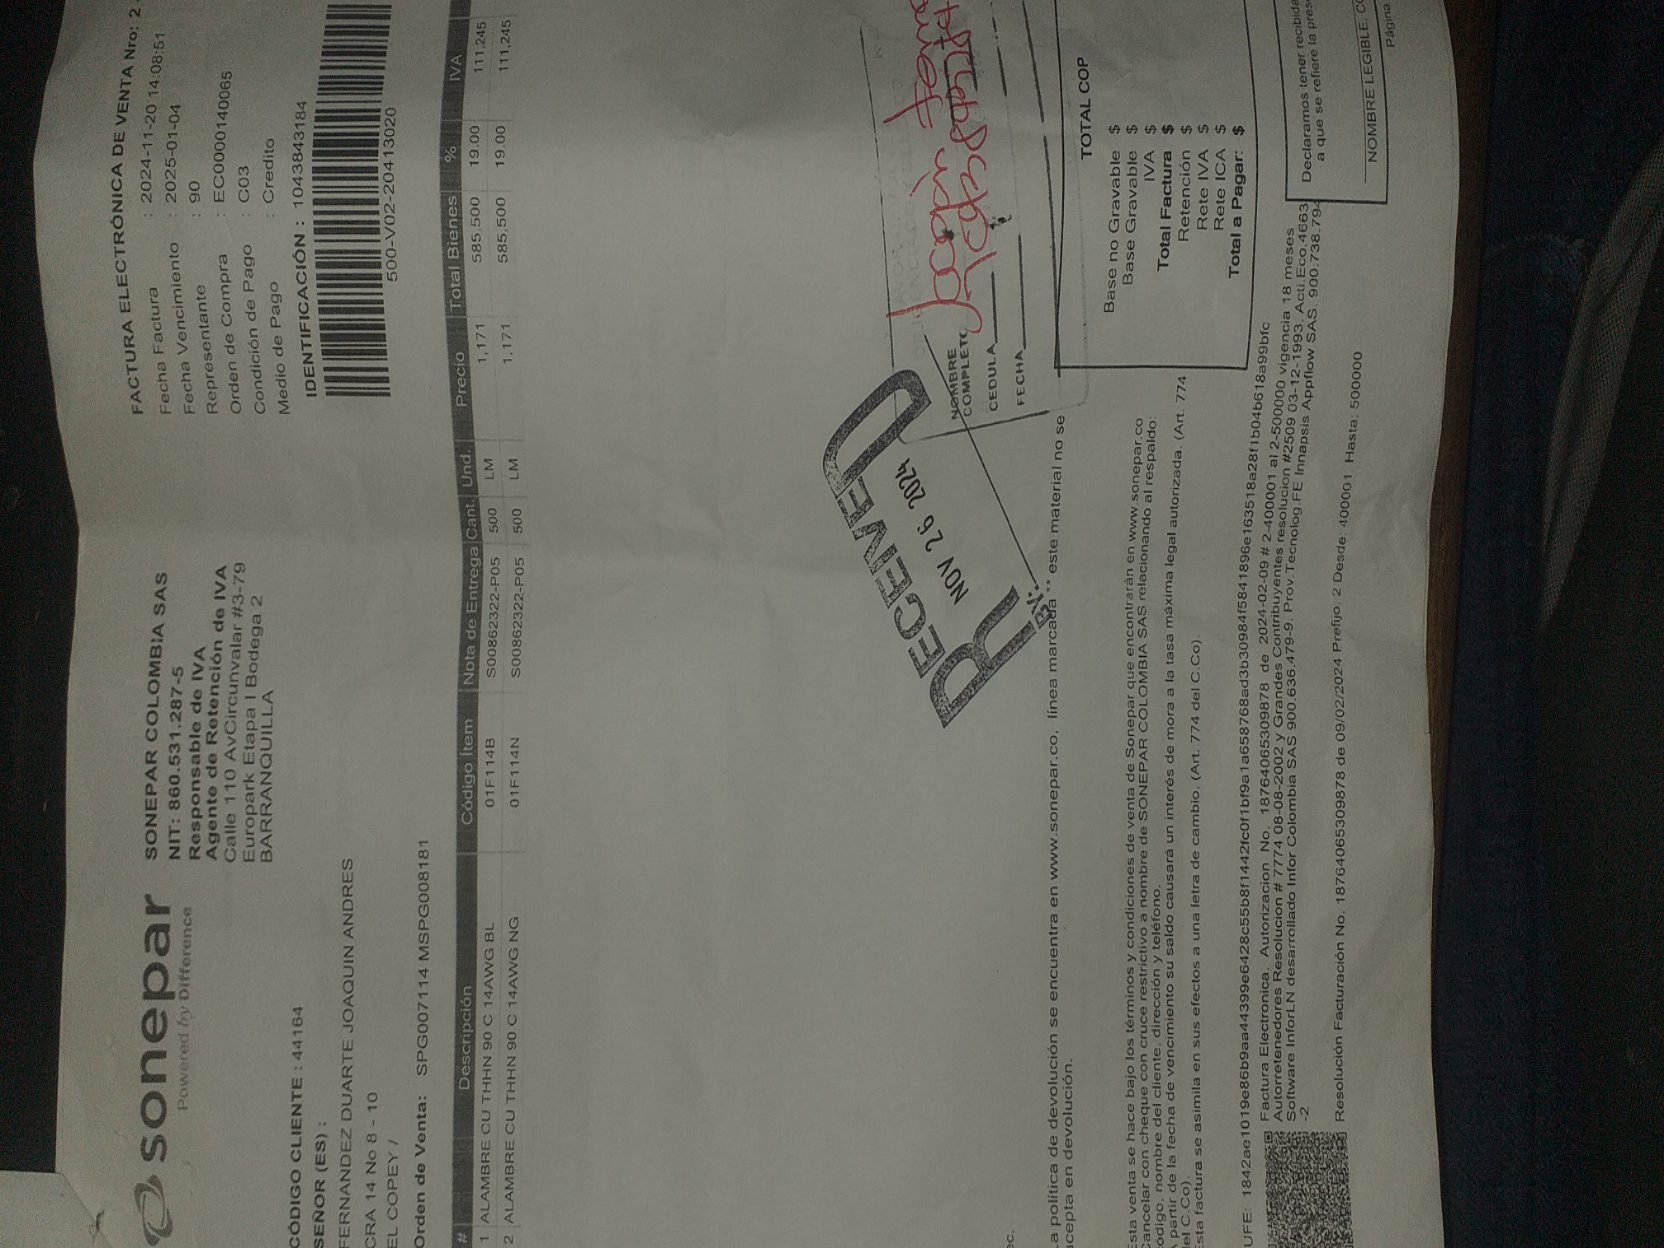 sonepar
Powered by Difference
SONEPAR COLOMBIA SAS
NIT: 860.531.287-5
Responsable de IVA
Agente de Retención de IVA
Calle 110 AvCircunvalar #3-79
Europark Etapa I Bodega 2
BARRANQUILLA
FACTURA ELECTRÓNICA DE VENTA Nro: 2
Fecha Factura : 2024-11-20 14:08:51
Fecha Vencimiento : 2025-01-04
Representante : 90
Orden de Compra : EC0000140065
Condición de Pago : C03
Medio de Pago : Credito
IDENTIFICACIÓN : 1043843184
500-V02-20413020
CÓDIGO CLIENTE : 44164
SEÑOR (ES) :
FERNANDEZ DUARTE JOAQUIN ANDRES
CRA 14 No 8 - 10
EL COPEY /
Orden de Venta: SPG007114 MSPG008181
# Descripción Código Ítem Nota de Entrega Cant. Und. Precio Total Bienes % IVA
1 ALAMBRE CU THHN 90 C 14AWG BL 01F114B S00862322-P05 500 LM 1,171 585,500 19.00 111,245
2 ALAMBRE CU THHN 90 C 14AWG NG 01F114N S00862322-P05 500 LM 1,171 585,500 19.00 111,245
RECEIVED
NOV 26 2024
BY:
NOMBRE
COMPLETO
CEDULA
FECHA
ec.
La política de devolución se encuentra en www.sonepar.co, línea marcada ** este material no se
acepta en devolución.
TOTAL COP
Base no Gravable $
Base Gravable $
IVA $
Total Factura $
Retención $
Rete IVA $
Rete ICA $
Total a Pagar: $
Esta venta se hace bajo los términos y condiciones de venta de Sonepar que encontrarán en www.sonepar.co
Cancelar con cheque con cruce restrictivo a nombre de SONEPAR COLOMBIA SAS relacionando al respaldo:
código, nombre del cliente, dirección y teléfono.
A partir de la fecha de vencimiento su saldo causará un interés de mora a la tasa máxima legal autorizada. (Art. 774
del C.Co).
Esta factura se asimila en sus efectos a una letra de cambio. (Art. 774 del C.Co).
UFE: 1842ae1019e86b9aa44399e6428c55b8f1442fc0f1bf9a1a658768ad3b30984f5841896e163518a28f1b04b618a99bfc
Factura Electronica. Autorizacion No. 18764065309878 de 2024-02-09 # 2-400001 al 2-500000 vigencia 18 meses
Autorretenedores Resolucion # 7774 08-08-2002 y Grandes Contribuyentes resolucion #2509 03-12-1993. Acti.Eco.4663
Software InforLN desarrollado Infor Colombia SAS 900.636.479-9. Prov.Tecnolog FE Innapsis Appflow SAS 900.738.794
-2
Resolución Facturación No. 18764065309878 de 09/02/2024 Prefijo. 2 Desde: 400001 Hasta: 500000
Declaramos tener recibida
a que se refiere la pres
NOMBRE LEGIBLE, CC
Página